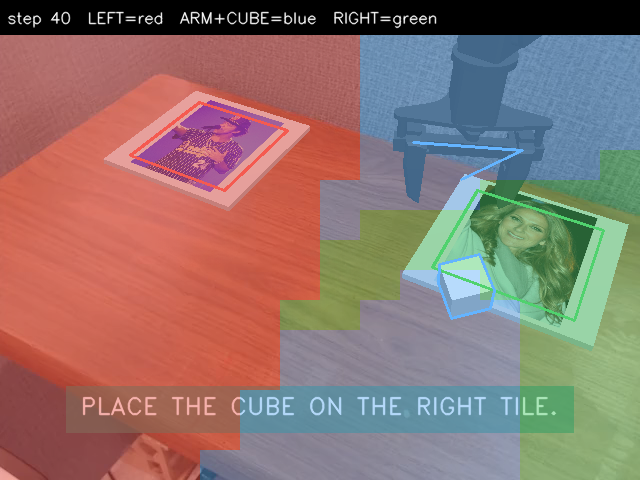 step 40 LEFT=red ARM+CUBE=blue RIGHT=green
PLACE THE CUBE ON THE RIGHT TILE.